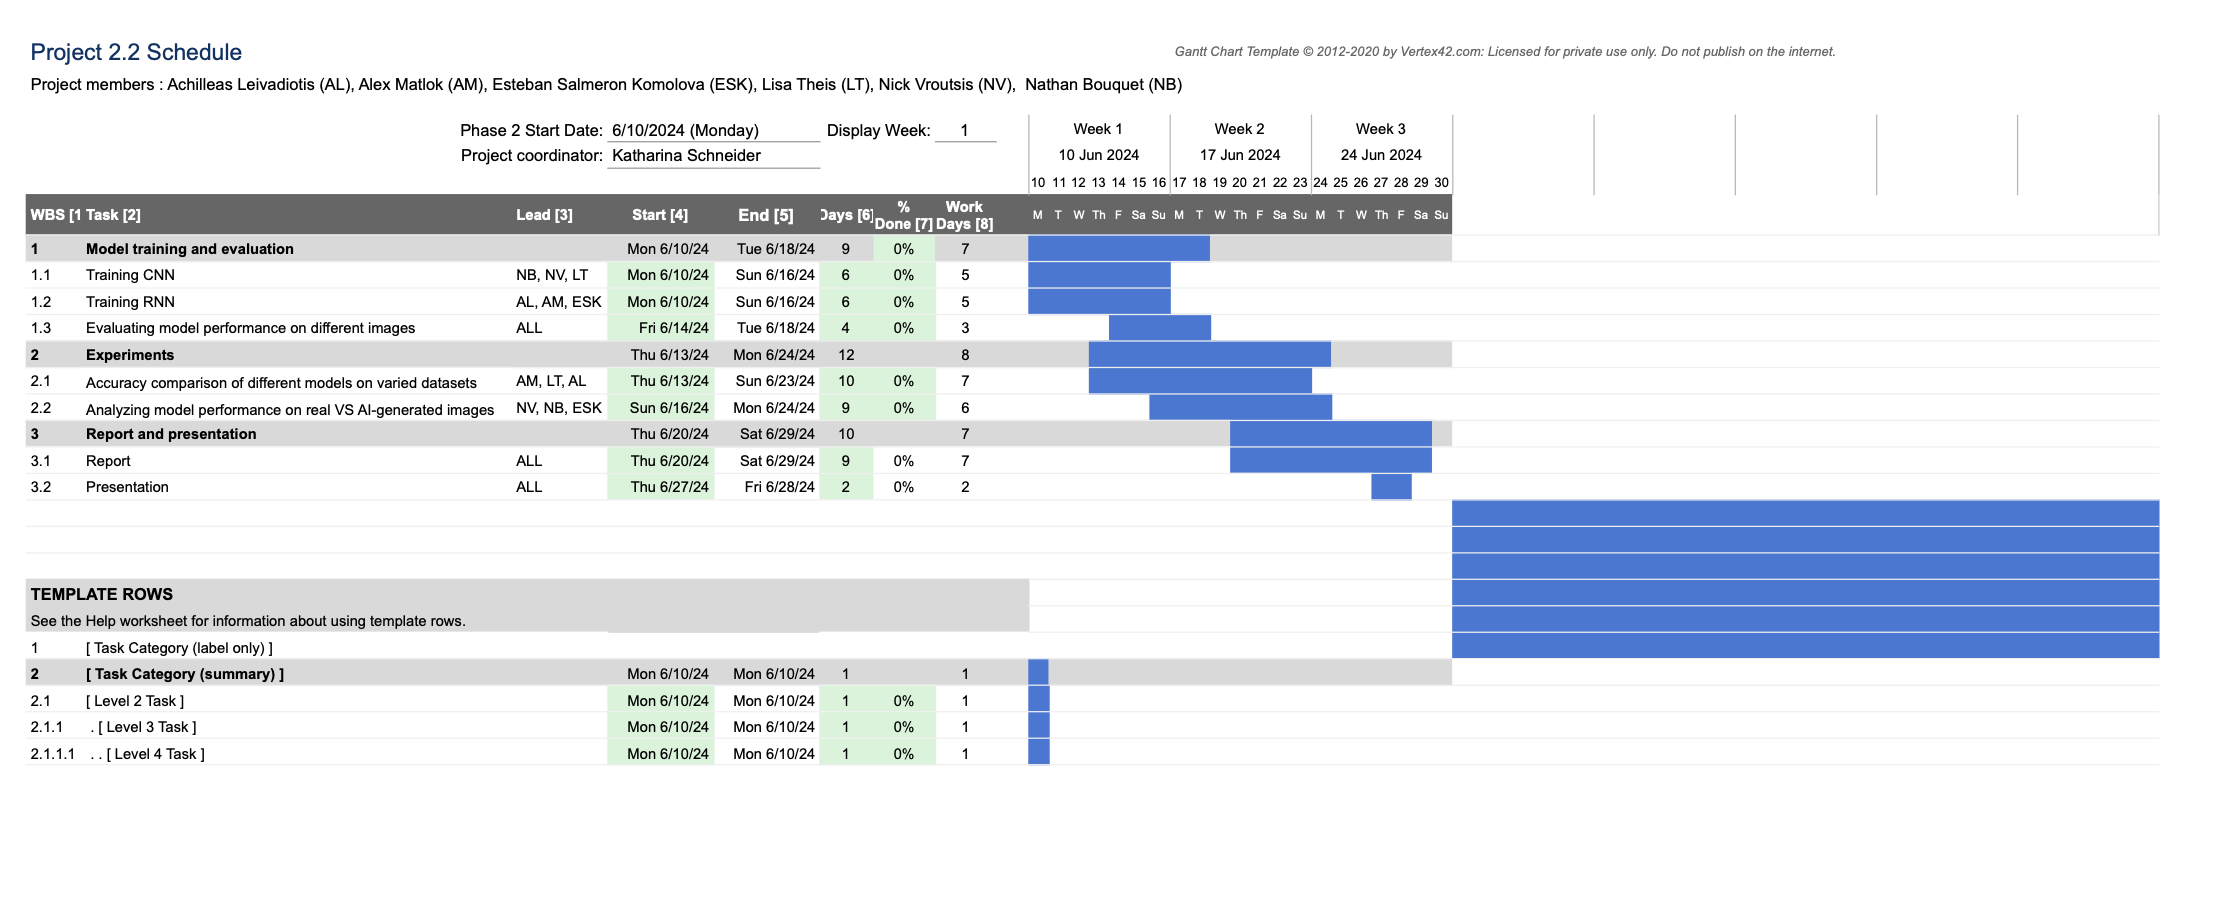 Project 2.2 Schedule
Gantt Chart Template © 2012-2020 by Vertex42.com: Licensed for private use only. Do not publish on the internet.
Project members : Achilleas Leivadiotis (AL), Alex Matlok (AM), Esteban Salmeron Komolova (ESK), Lisa Theis (LT), Nick Vroutsis (NV), Nathan Bouquet (NB)
Phase 2 Start Date: 6/10/2024 (Monday) Display Week: 1 Week 1 Week 2 Week 3
Project coordinator: Katharina Schneider 10 Jun 2024 17 Jun 2024 24 Jun 2024
10 11 12 13 14 15 16 17 18 19 20 21 22 23 24 25 26 27 28 29 30
WBS [1 Task [2] Lead [3] Start [4] End [5] Days [6] % Done [7] Work Days [8] M T W Th F Sa Su M T W Th F Sa Su M T W Th F Sa Su
1 Model training and evaluation Mon 6/10/24 Tue 6/18/24 9 0% 7
1.1 Training CNN NB, NV, LT Mon 6/10/24 Sun 6/16/24 6 0% 5
1.2 Training RNN AL, AM, ESK Mon 6/10/24 Sun 6/16/24 6 0% 5
1.3 Evaluating model performance on different images ALL Fri 6/14/24 Tue 6/18/24 4 0% 3
2 Experiments Thu 6/13/24 Mon 6/24/24 12 8
2.1 Accuracy comparison of different models on varied datasets AM, LT, AL Thu 6/13/24 Sun 6/23/24 10 0% 7
2.2 Analyzing model performance on real VS AI-generated images NV, NB, ESK Sun 6/16/24 Mon 6/24/24 9 0% 6
3 Report and presentation Thu 6/20/24 Sat 6/29/24 10 7
3.1 Report ALL Thu 6/20/24 Sat 6/29/24 9 0% 7
3.2 Presentation ALL Thu 6/27/24 Fri 6/28/24 2 0% 2
TEMPLATE ROWS
See the Help worksheet for information about using template rows.
1 [ Task Category (label only) ]
2 [ Task Category (summary) ] Mon 6/10/24 Mon 6/10/24 1 1
2.1 [ Level 2 Task ] Mon 6/10/24 Mon 6/10/24 1 0% 1
2.1.1 . [ Level 3 Task ] Mon 6/10/24 Mon 6/10/24 1 0% 1
2.1.1.1 . . [ Level 4 Task ] Mon 6/10/24 Mon 6/10/24 1 0% 1